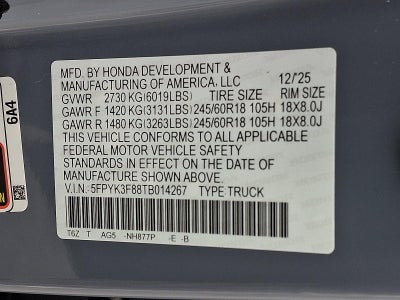 MFD. BY HONDA DEVELOPMENT &
MANUFACTURING OF AMERICA, LLC 12/25
GVWR 2730 KG(6019LBS) TIRE SIZE RIM SIZE
GAWR F 1420 KG(3131LBS) 245/60R18 105H 18X8.0J
GAWR R 1480 KG(3263LBS) 245/60R18 105H 18X8.0J
THIS VEHICLE CONFORMS TO ALL APPLICABLE
FEDERAL MOTOR VEHICLE SAFETY
STANDARDS IN EFFECT ON THE DATE OF
MANUFACTURE SHOWN ABOVE.
V.I.N.: 5FPYK3F88TB014267 TYPE TRUCK
T6Z T AG5 -NH877P -E -B
6A4